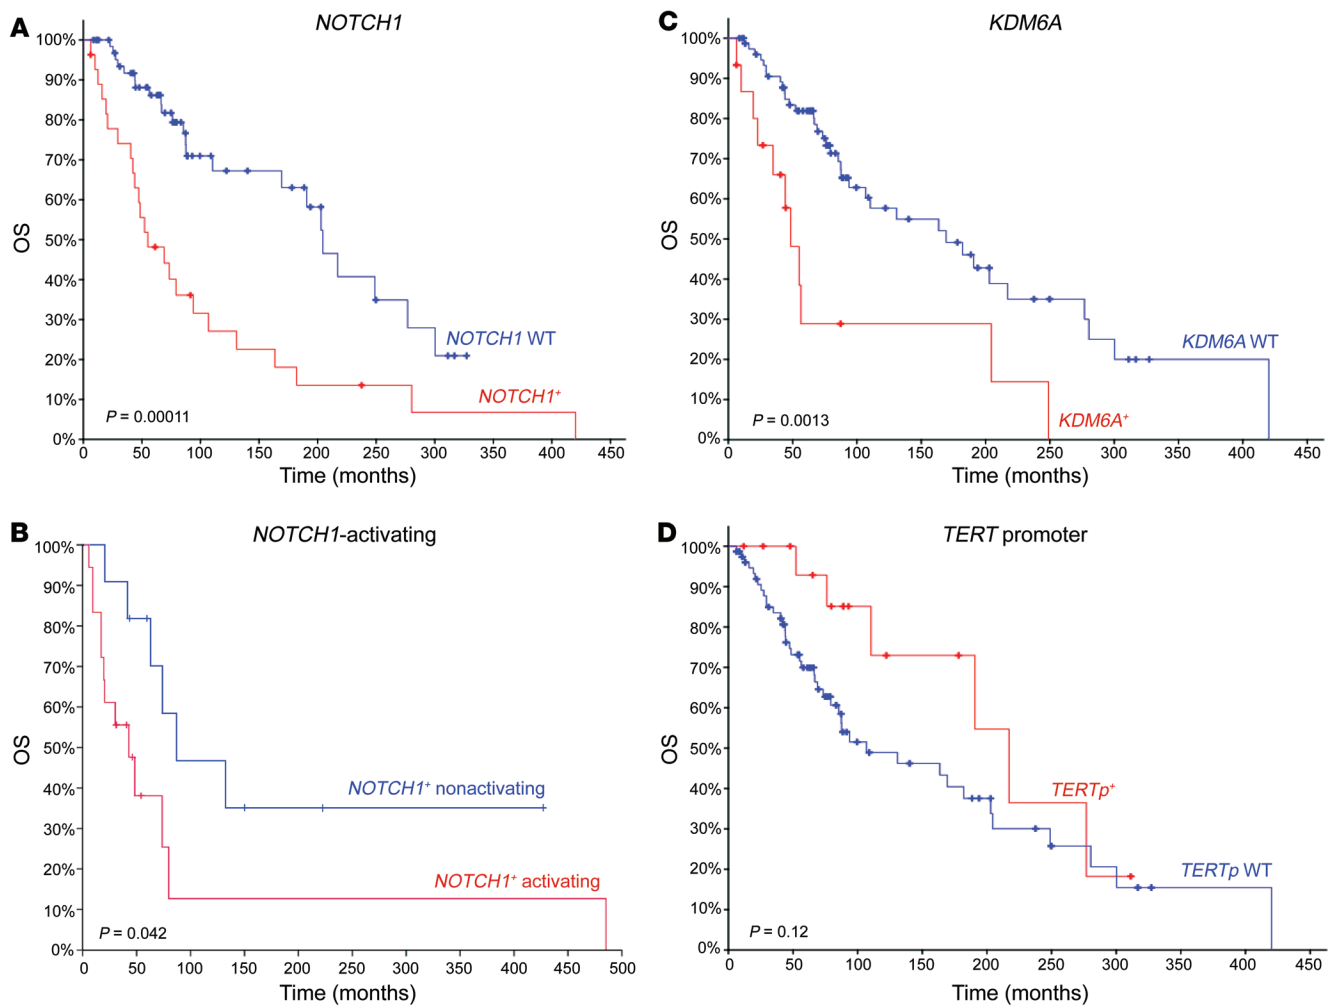 A
NOTCH1
100%
90%
80%
70%
60%
50%
40%
30%
20%
10%
0%
OS
NOTCH1 WT
NOTCH1+
P = 0.00011
0 50 100 150 200 250 300 350 400 450
Time (months)
C
KDM6A
100%
90%
80%
70%
60%
50%
40%
30%
20%
10%
0%
OS
KDM6A WT
KDM6A+
P = 0.0013
0 50 100 150 200 250 300 350 400 450
Time (months)
B
NOTCH1-activating
100%
90%
80%
70%
60%
50%
40%
30%
20%
10%
0%
OS
NOTCH1+ nonactivating
NOTCH1+ activating
P = 0.042
0 50 100 150 200 250 300 350 400 450 500
Time (months)
D
TERT promoter
100%
90%
80%
70%
60%
50%
40%
30%
20%
10%
0%
OS
TERTp+
TERTp WT
P = 0.12
0 50 100 150 200 250 300 350 400 450
Time (months)